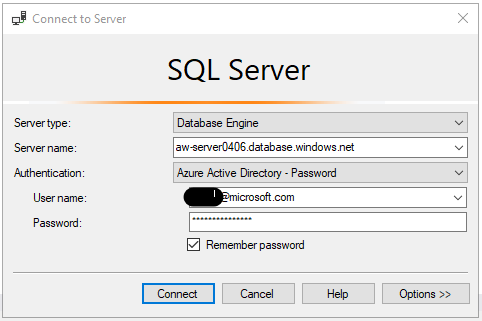 Connect to Server
SQL Server
Server type: Database Engine
Server name: aw-server0406.database.windows.net
Authentication: Azure Active Directory - Password
User name: @microsoft.com
Password: ***************
Remember password
Connect Cancel Help Options >>